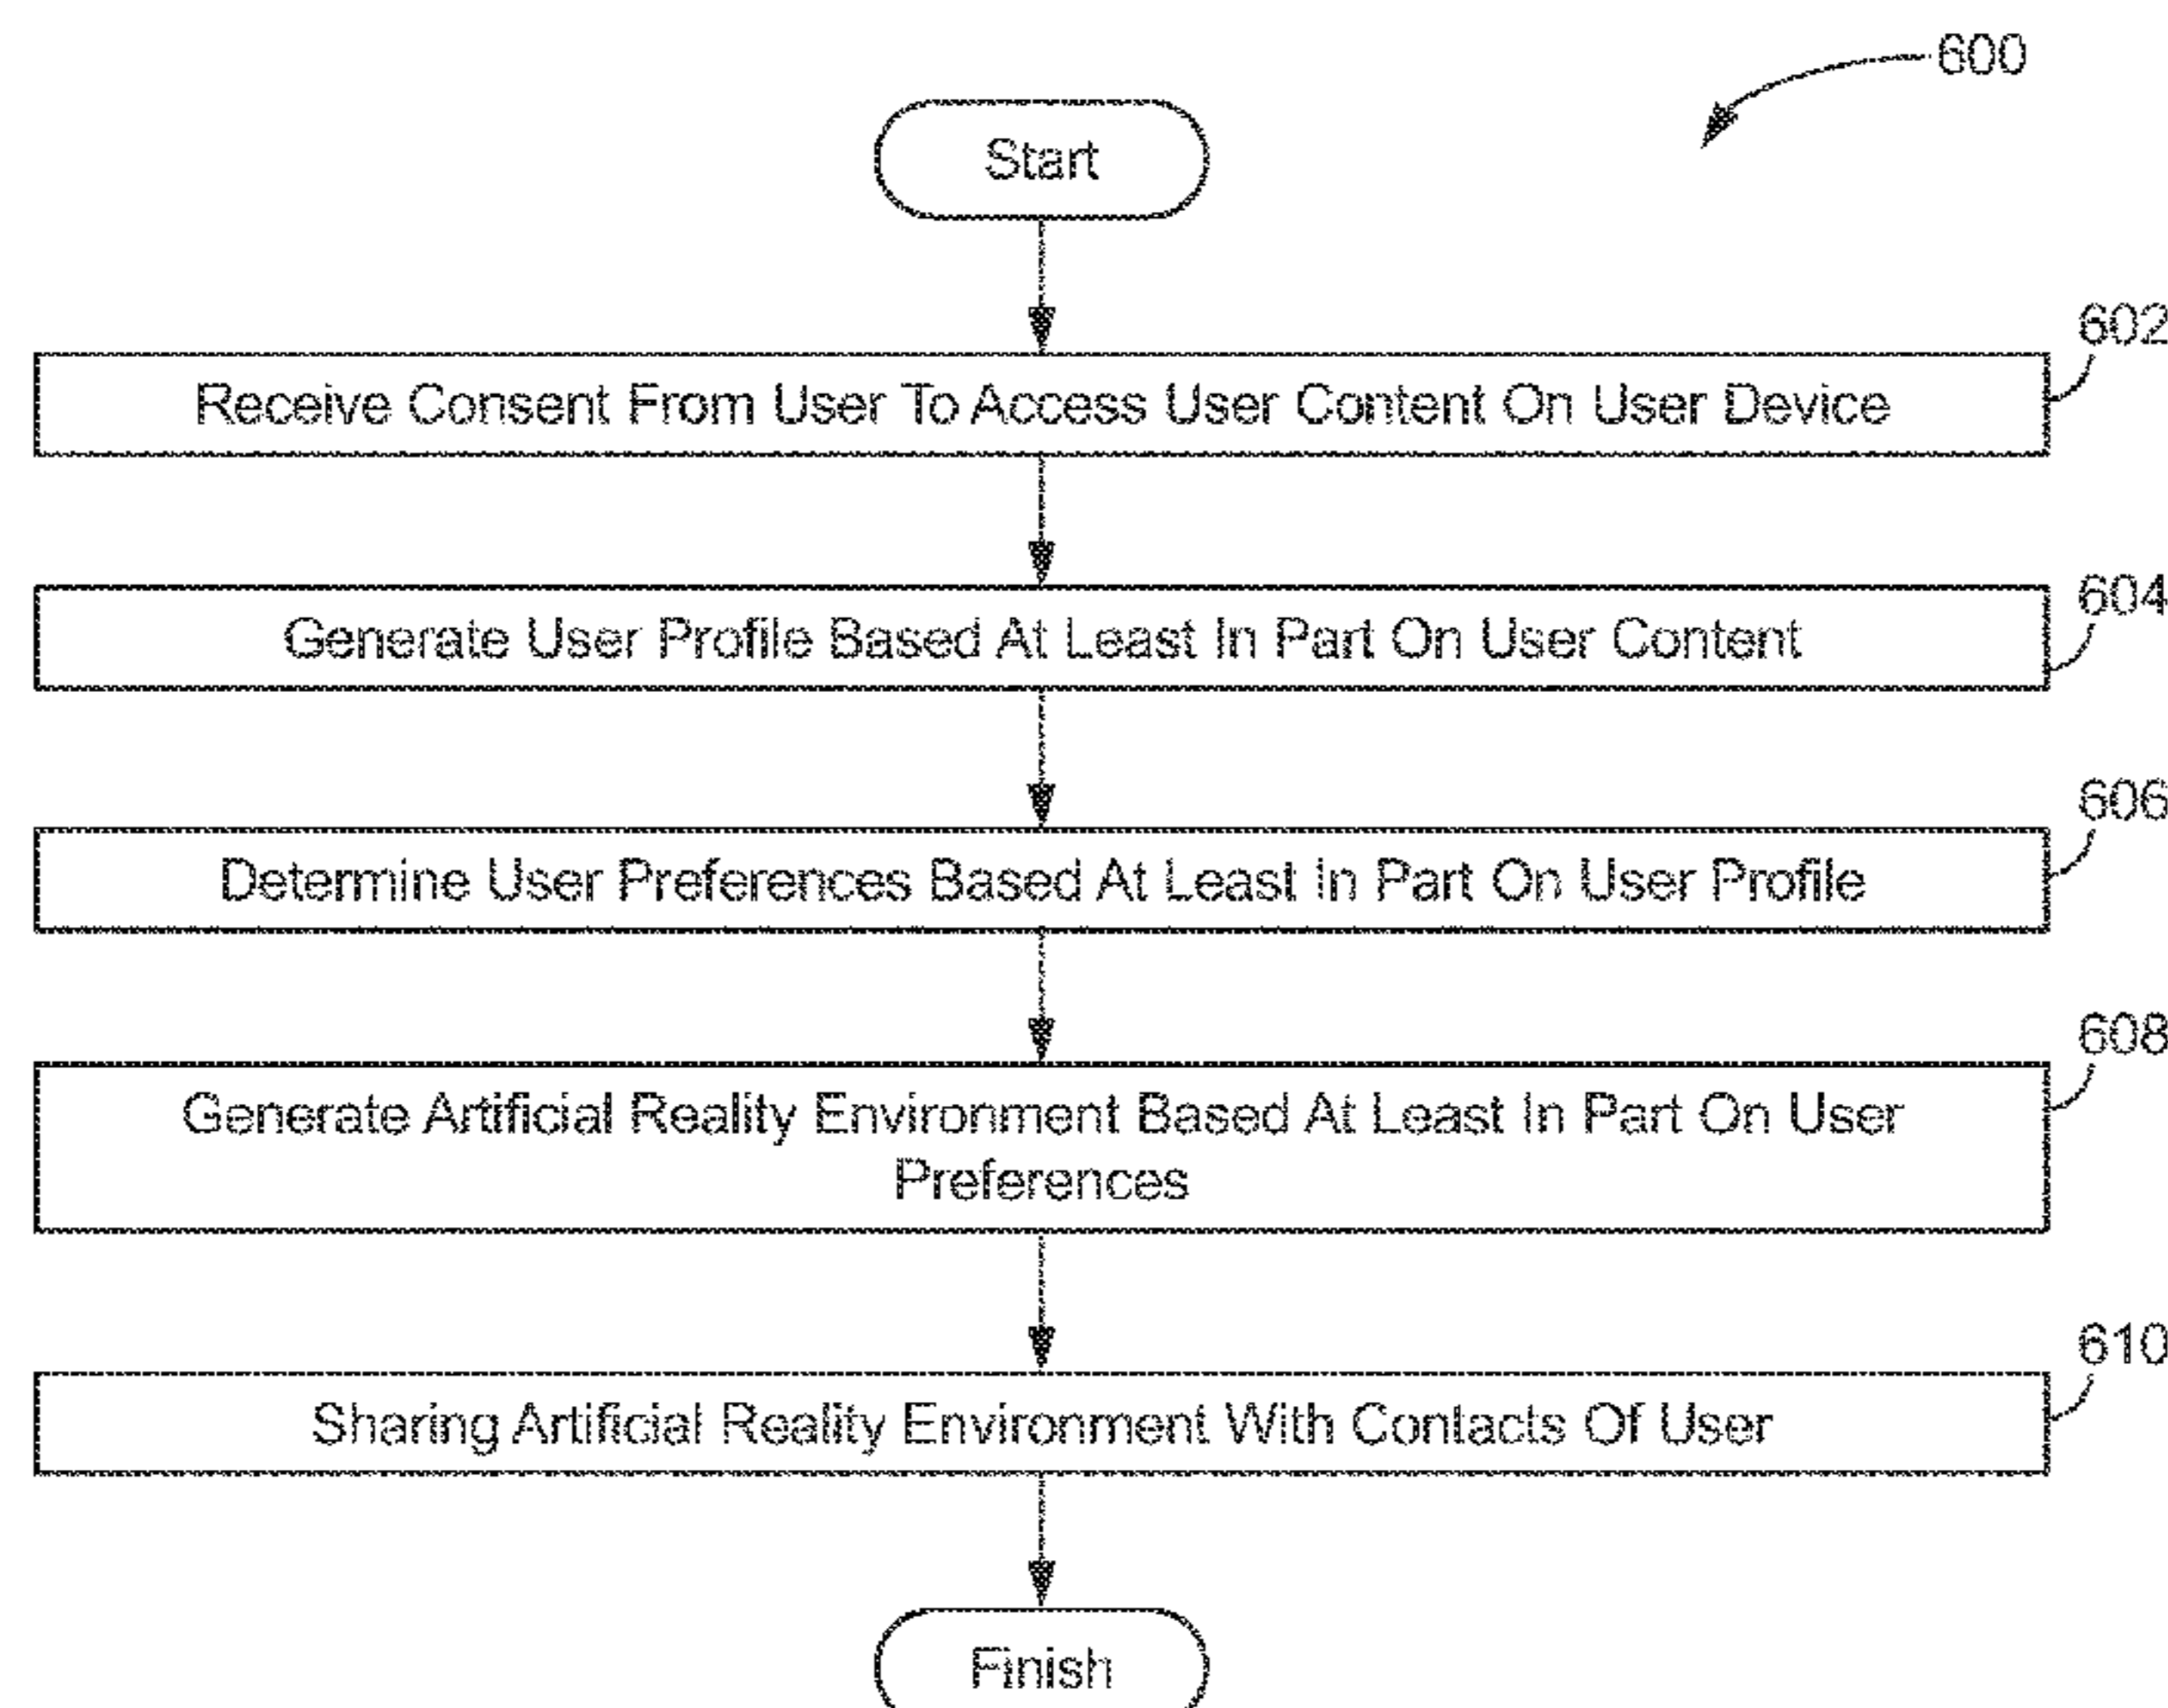 600
Start
602
Receive Consent From User To Access User Content On User Device
604
Generate User Profile Based At Least In Part On User Content
606
Determine User Preferences Based At Least In Part On User Profile
608
Generate Artificial Reality Environment Based At Least In Part On User
Preferences
610
Sharing Artificial Reality Environment With Contacts Of User
Finish